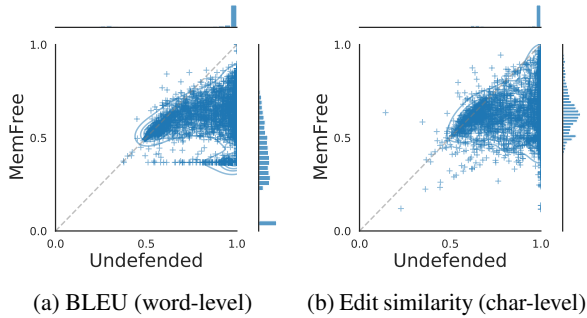 1.0
0.5
0.0
MemFree
0.0 0.5 1.0
Undefended
(a) BLEU (word-level)
1.0
0.5
0.0
MemFree
0.0 0.5 1.0
Undefended
(b) Edit similarity (char-level)